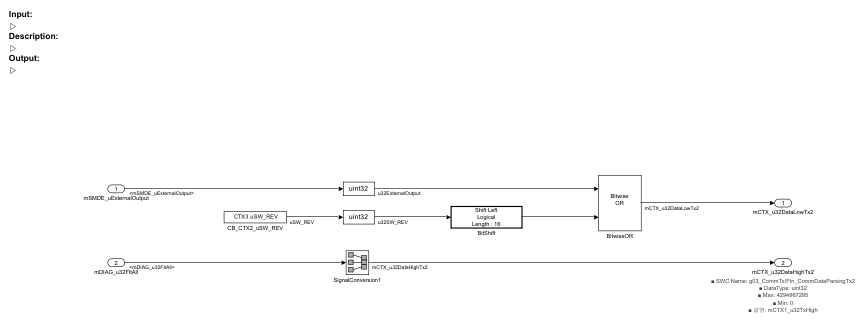 Input:
Description:
Output:
1
<mSMDE_uExternalOutput>
mSMDE_uExternalOutput
uint32
u32ExternalOutput
CTX3.uSW_REV
uSW_REV
CB_CTX2_uSW_REV
uint32
u32SW_REV
Shift Left
Logical
Length : 16
BitShift
Bitwise
OR
BitwiseOR
mCTX_u32DataLowTx2
1
mCTX_u32DataLowTx2
2
<mDIAG_u32FltAll>
mDIAG_u32FltAll
SignalConversion1
mCTX_u32DataHighTx2
2
mCTX_u32DataHighTx2
■ SWC Name: g03_CommTx/Ftn_CommDataParsingTx2
■ DataType: uint32
■ Max: 4294967295
■ Min: 0
■ 설명: mCTX1_u32TxHigh